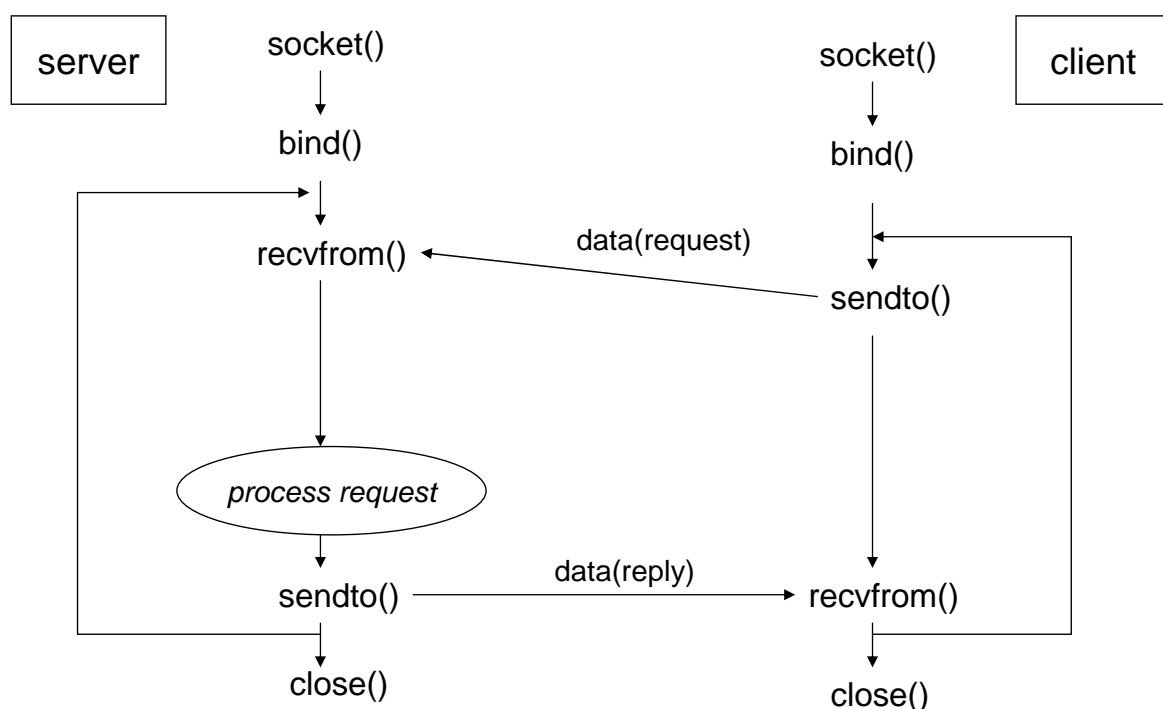 server
socket()
socket()
client
bind()
bind()
data(request)
recvfrom()
sendto()
process request
data(reply)
sendto()
recvfrom()
close()
close()